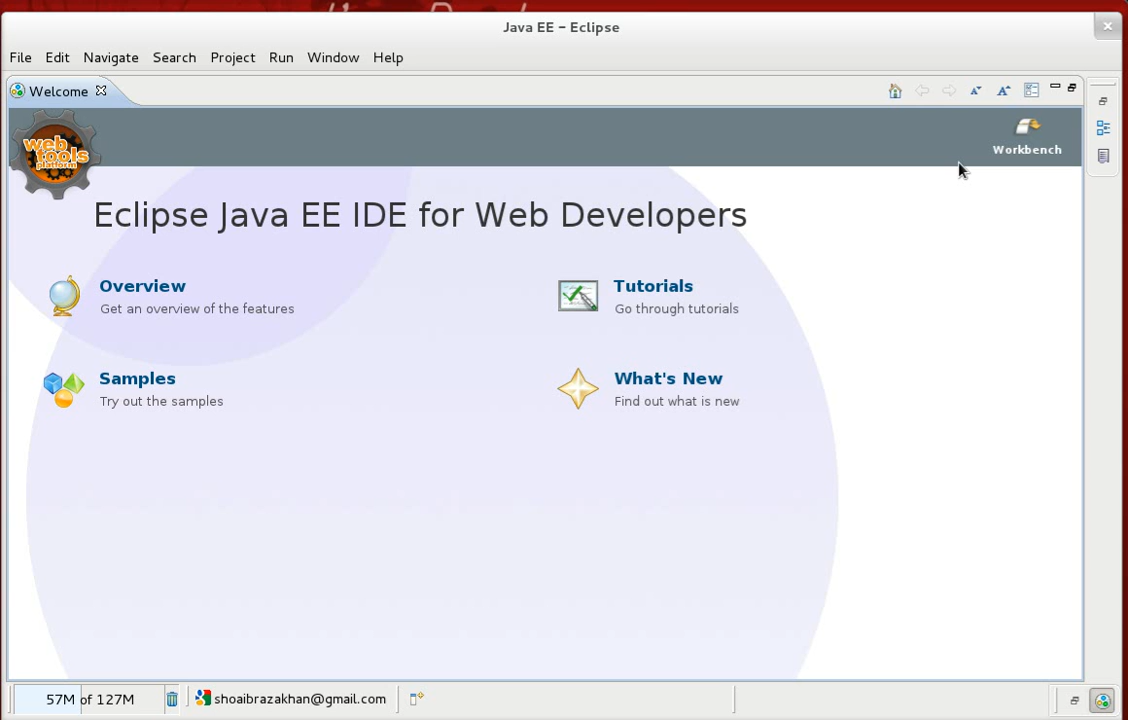 Java EE – Eclipse
File Edit Navigate Search Project Run Window Help
Welcome
web tools platform
Workbench
Eclipse Java EE IDE for Web Developers
Overview
Get an overview of the features
Tutorials
Go through tutorials
Samples
Try out the samples
What's New
Find out what is new
57M of 127M
shoaibrazakhan@gmail.com